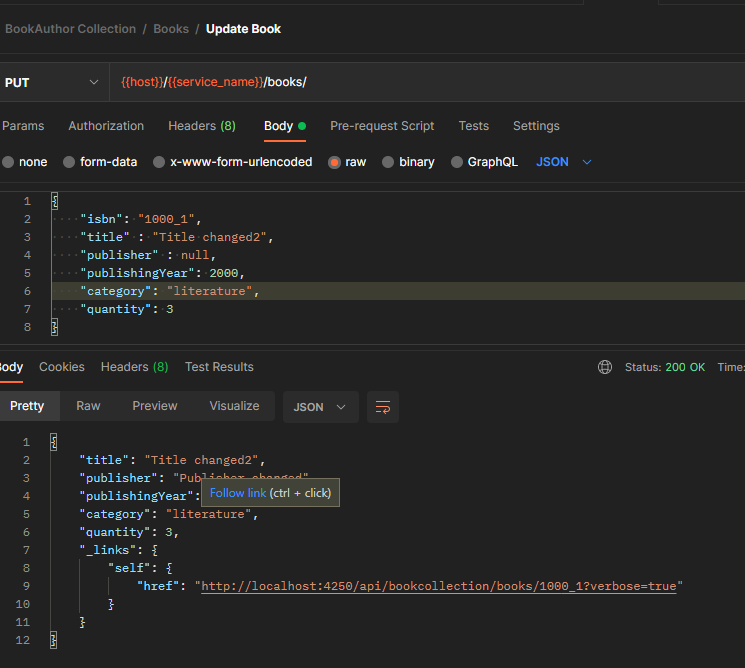 BookAuthor Collection / Books / Update Book
PUT {{host}}/{{service_name}}/books/
Params Authorization Headers (8) Body Pre-request Script Tests Settings
none form-data x-www-form-urlencoded raw binary GraphQL JSON
1 {
2 "isbn": "1000_1",
3 "title" : "Title changed2",
4 "publisher" : null,
5 "publishingYear": 2000,
6 "category": "literature",
7 "quantity": 3
8 }
Body Cookies Headers (8) Test Results Status: 200 OK Time:
Pretty Raw Preview Visualize JSON
1 {
2 "title": "Title changed2",
3 "publisher": "Publisher changed"
4 "publishingYear":
Follow link (ctrl + click)
5 "category": "literature",
6 "quantity": 3,
7 "_links": {
8 "self": {
9 "href": "http://localhost:4250/api/bookcollection/books/1000_1?verbose=true"
10 }
11 }
12 }